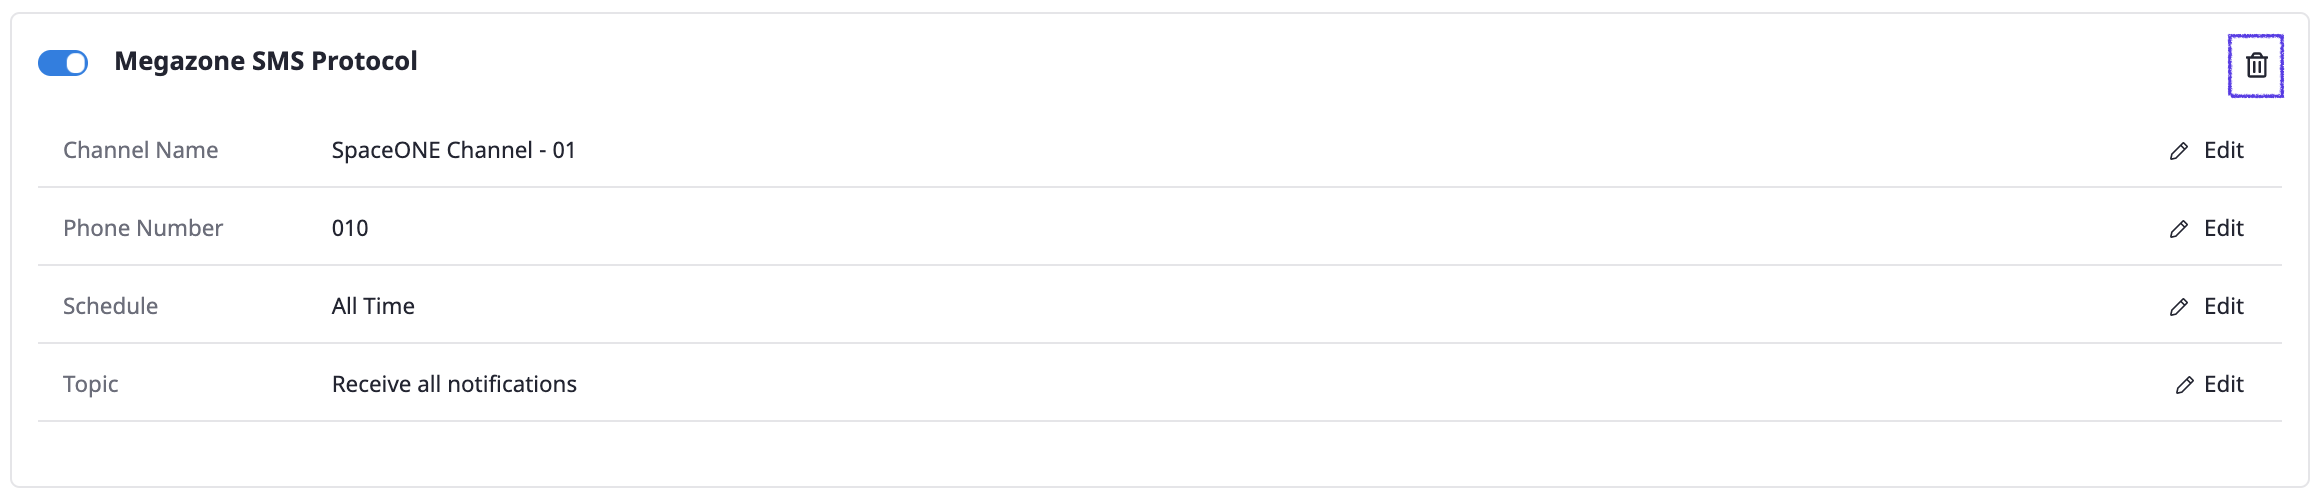 Megazone SMS Protocol
Channel Name SpaceONE Channel - 01 Edit
Phone Number 010 Edit
Schedule All Time Edit
Topic Receive all notifications Edit